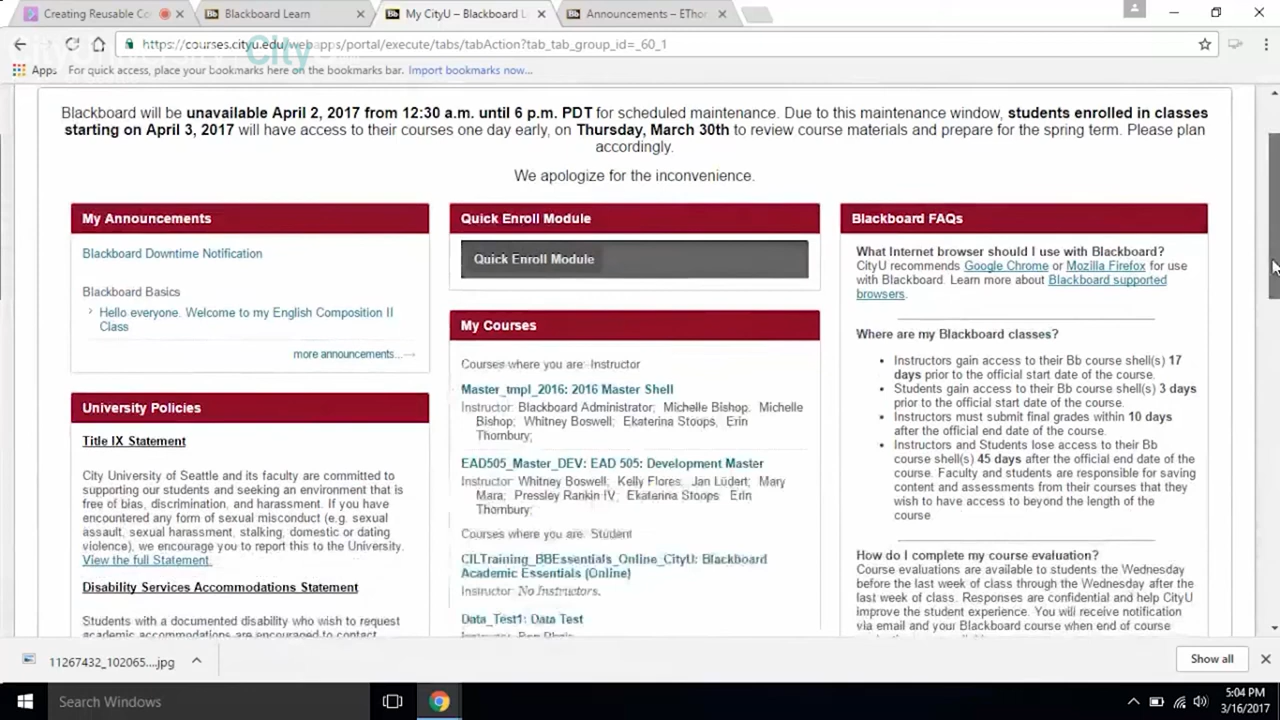 Creating Reusable Co
Blackboard Learn
My CityU – Blackboard L
Announcements – EThor
https://courses.cityu.edu/webapps/portal/execute/tabs/tabAction?tab_tab_group_id=_60_1
City University
CityU
Apps
For quick access, place your bookmarks here on the bookmarks bar. Import bookmarks now...
Blackboard will be unavailable April 2, 2017 from 12:30 a.m. until 6 p.m. PDT for scheduled maintenance. Due to this maintenance window, students enrolled in classes
starting on April 3, 2017 will have access to their courses one day early, on Thursday, March 30th to review course materials and prepare for the spring term. Please plan
accordingly.
We apologize for the inconvenience.
My Announcements
Blackboard Downtime Notification
Blackboard Basics
Hello everyone. Welcome to my English Composition II
Class
more announcements...
University Policies
Title IX Statement
City University of Seattle and its faculty are committed to
supporting our students and seeking an environment that is
free of bias, discrimination, and harassment. If you have
encountered any form of sexual misconduct (e.g. sexual
assault, sexual harassment, stalking, domestic or dating
violence), we encourage you to report this to the University.
View the full Statement.
Disability Services Accommodations Statement
Students with a documented disability who wish to request
academic accommodations are encouraged to contact
Quick Enroll Module
Quick Enroll Module
My Courses
Courses where you are: Instructor
Master_tmpl_2016: 2016 Master Shell
Instructor: Blackboard Administrator; Michelle Bishop, Michelle
Bishop; Whitney Boswell; Ekaterina Stoops, Erin
Thornbury;
EAD505_Master_DEV: EAD 505: Development Master
Instructor: Whitney Boswell; Kelly Flores; Jan Lüdert; Mary
Mara; Pressley Rankin IV; Ekaterina Stoops Erin
Thornbury;
Courses where you are: Student
CILTraining_BBEssentials_Online_CityU: Blackboard
Academic Essentials (Online)
Instructor: No Instructors.
Data_Test1: Data Test
Blackboard FAQs
What Internet browser should I use with Blackboard?
CityU recommends Google Chrome or Mozilla Firefox for use
with Blackboard. Learn more about Blackboard supported
browsers.
Where are my Blackboard classes?
Instructors gain access to their Bb course shell(s) 17
days prior to the official start date of the course.
Students gain access to their Bb course shell(s) 3 days
prior to the official start date of the course.
Instructors must submit final grades within 10 days
after the official end date of the course.
Instructors and Students lose access to their Bb
course shell(s) 45 days after the official end date of the
course. Faculty and students are responsible for saving
content and assessments from their courses that they
wish to have access to beyond the length of the
course
How do I complete my course evaluation?
Course evaluations are available to students the Wednesday
before the last week of class through the Wednesday after the
last week of class. Responses are confidential and help CityU
improve the student experience. You will receive notification
via email and your Blackboard course when end of course
11267432_102065....jpg
Show all
Search Windows
5:04 PM
3/16/2017